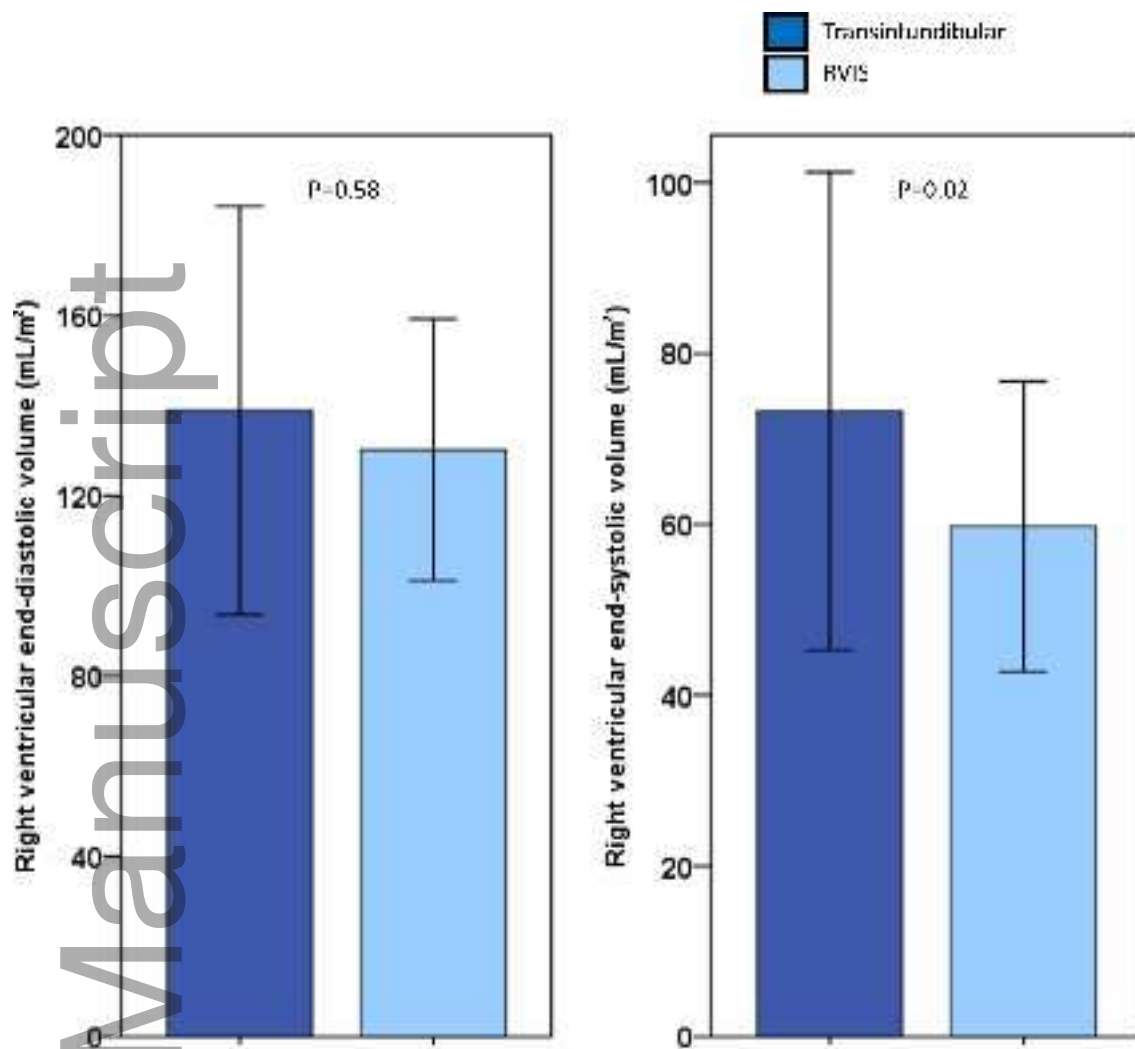 Transinfundibular
RVIS
200
160
120
80
40
0
Right ventricular end-diastolic volume (mL/m²)
P=0.58
100
80
60
40
20
0
Right ventricular end-systolic volume (mL/m²)
P=0.02
Manuscript